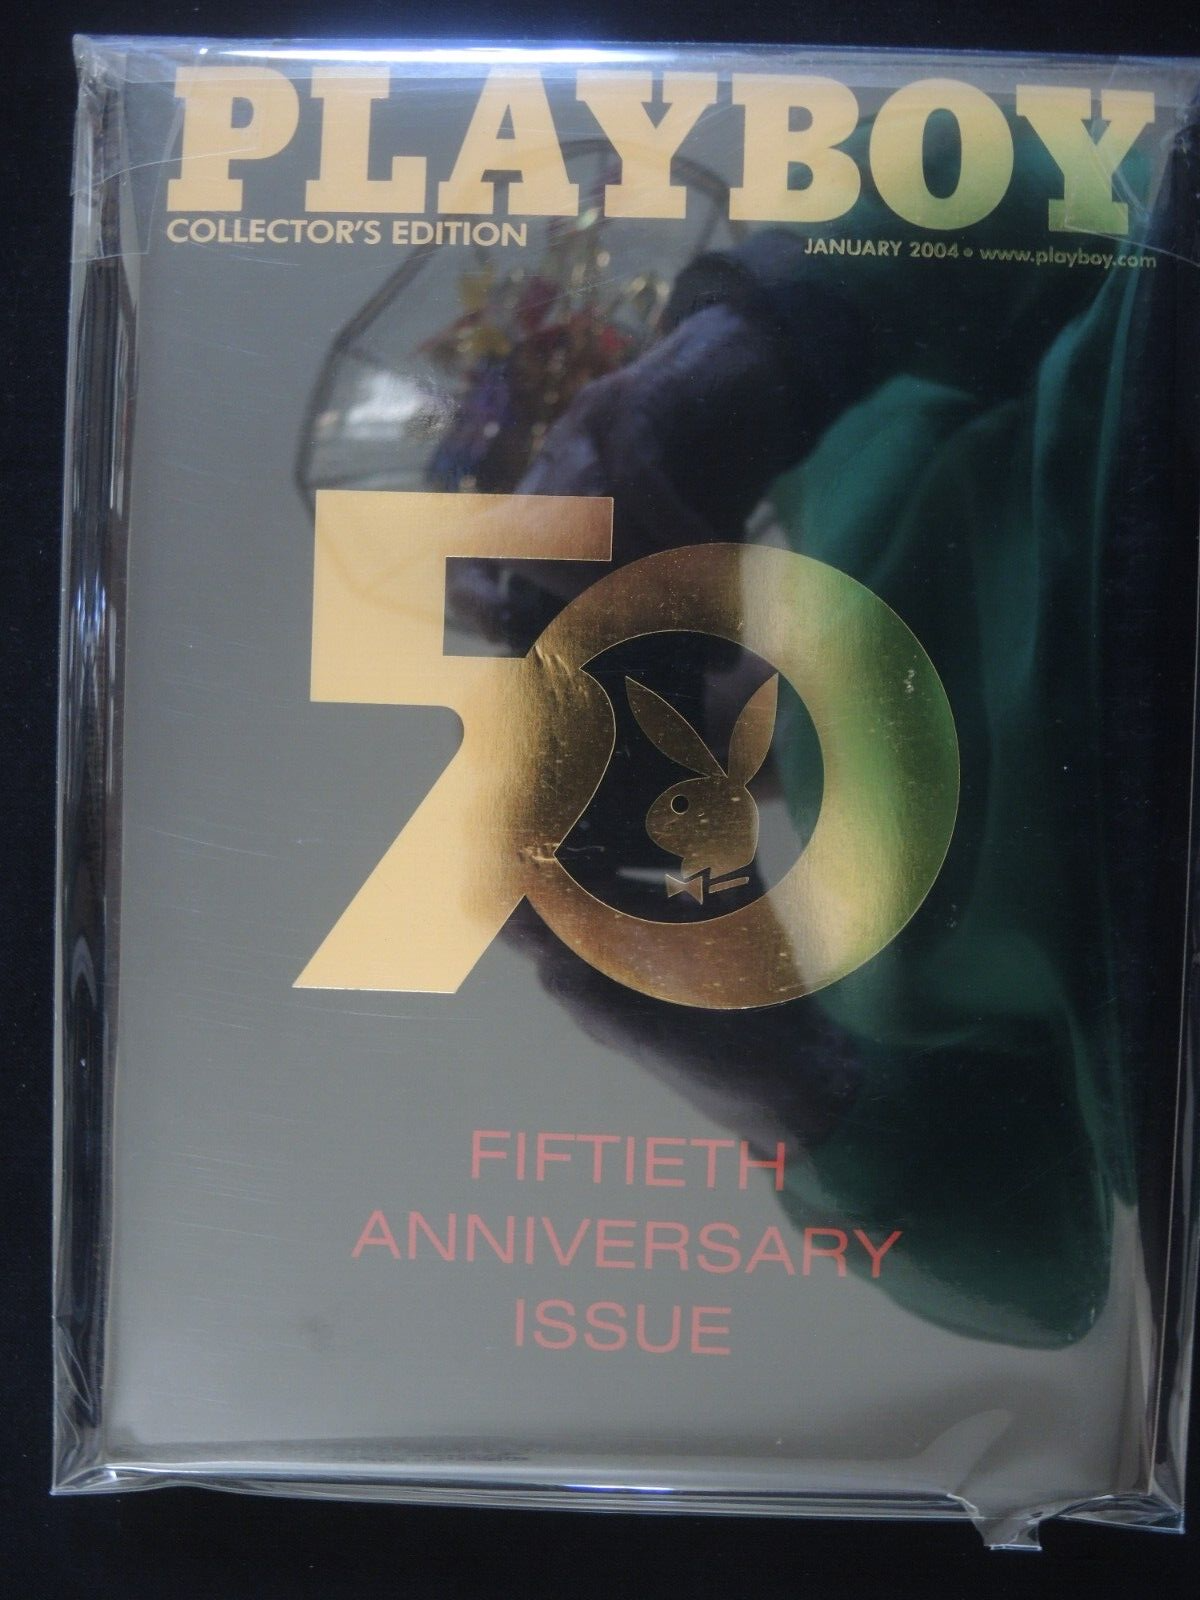 PLAYBOY
COLLECTOR'S EDITION
JANUARY 2004 • www.playboy.com
50
FIFTIETH
ANNIVERSARY
ISSUE